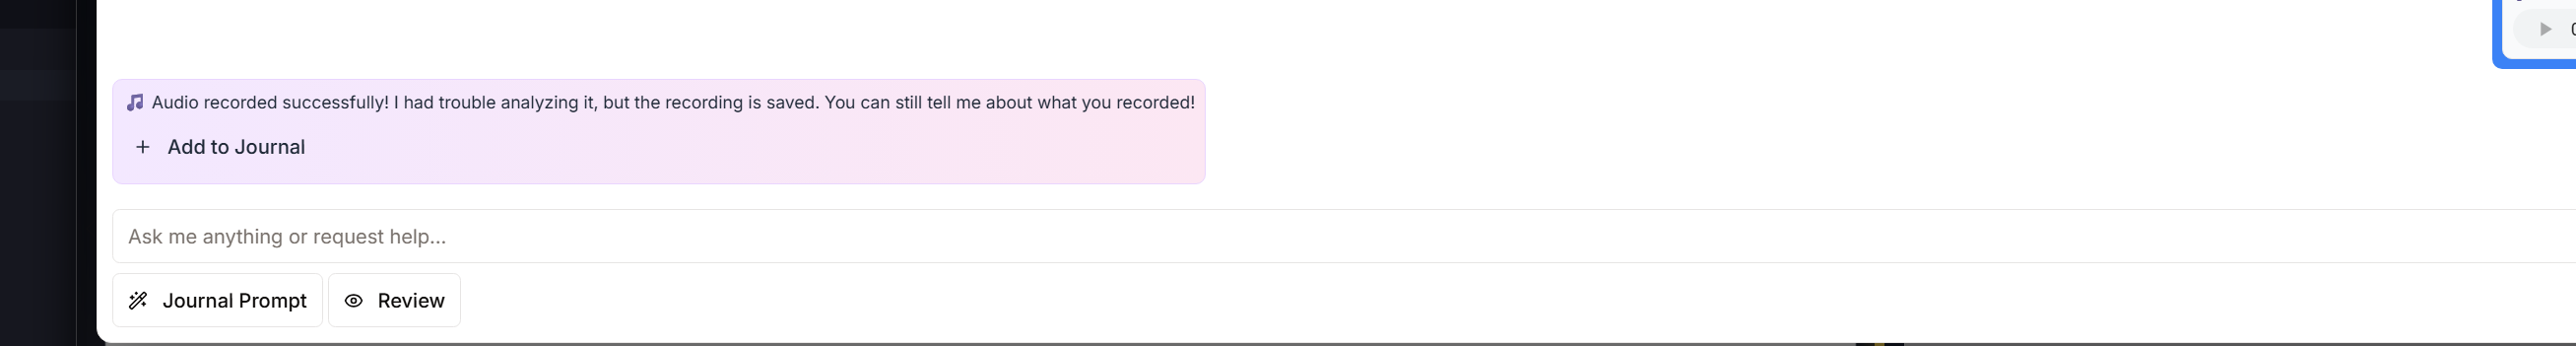 🎵 Audio recorded successfully! I had trouble analyzing it, but the recording is saved. You can still tell me about what you recorded!
+ Add to Journal
Ask me anything or request help...
Journal Prompt
Review